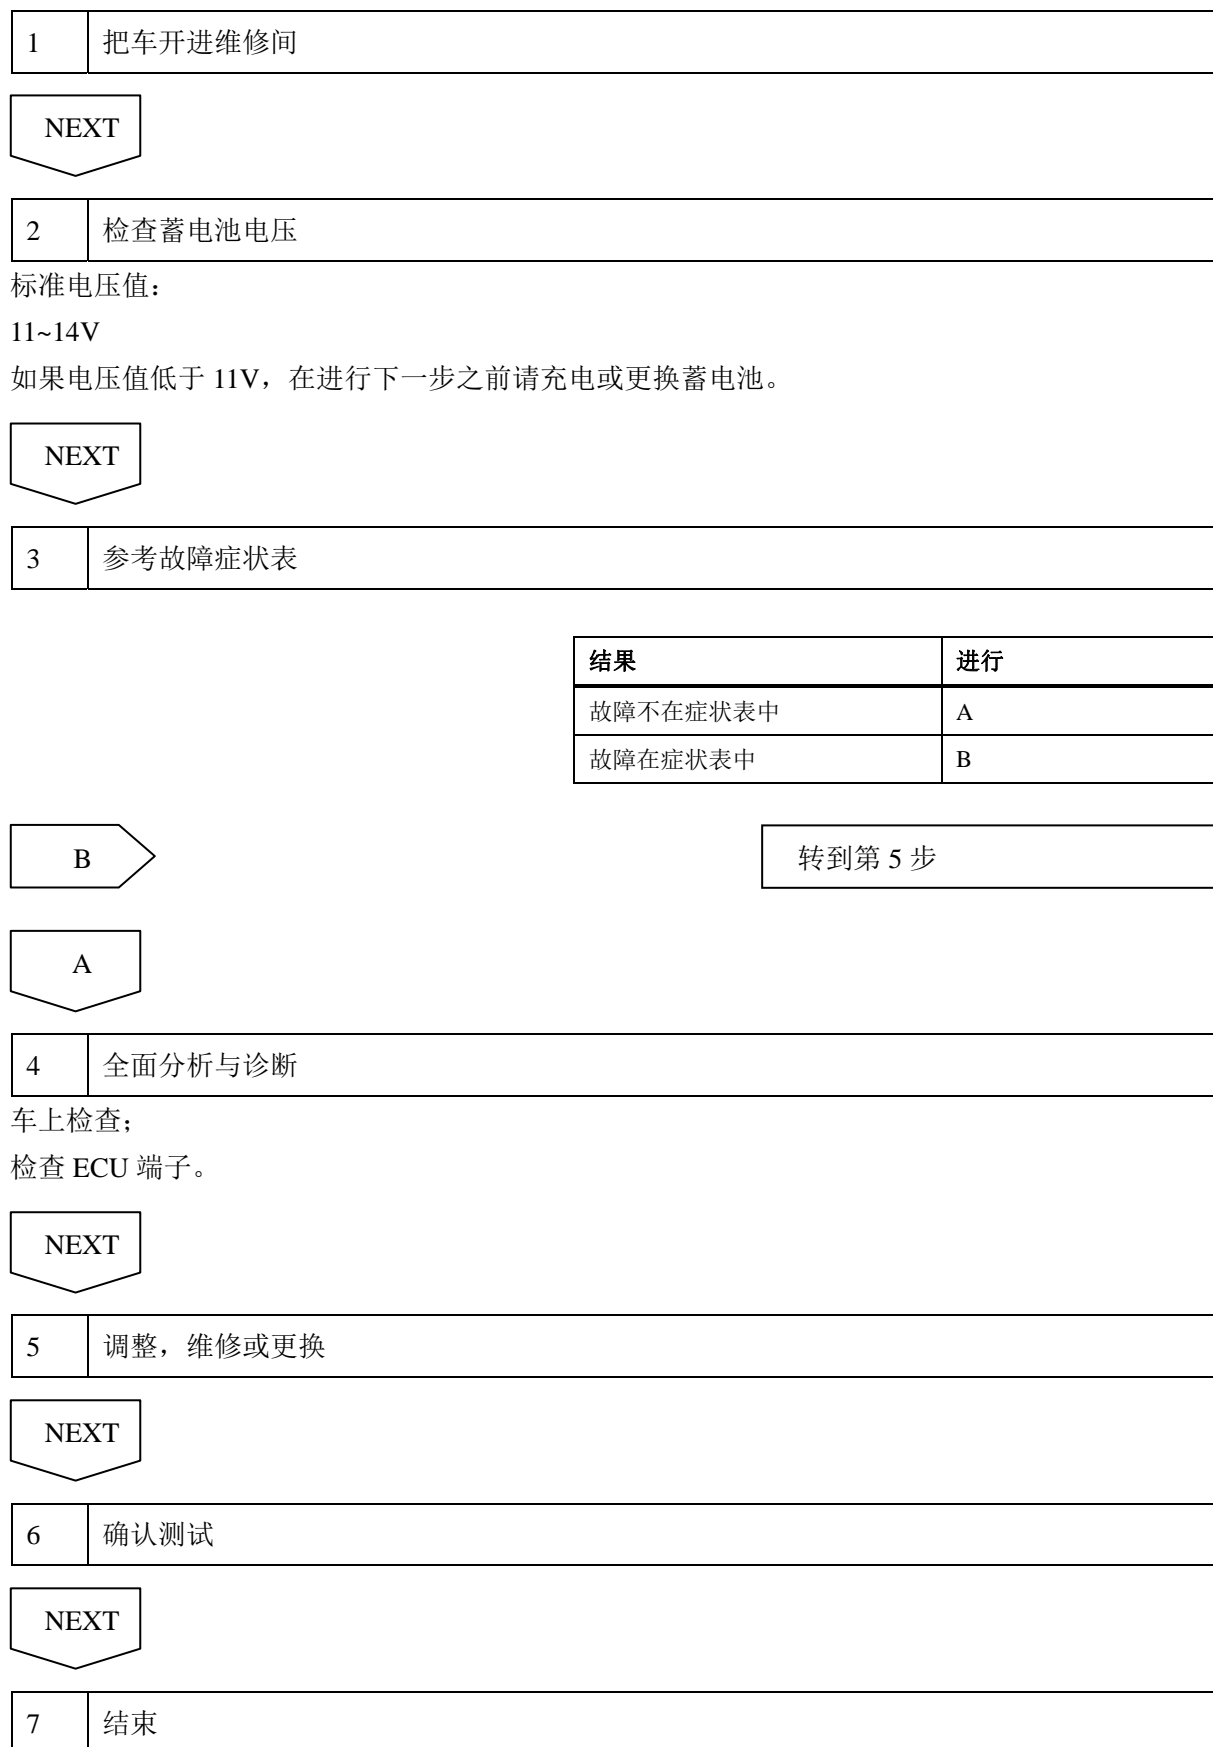 1 把车开进维修间
NEXT
2 检查蓄电池电压
标准电压值：
11~14V
如果电压值低于 11V，在进行下一步之前请充电或更换蓄电池。
NEXT
3 参考故障症状表
结果 进行
故障不在症状表中 A
故障在症状表中 B
B 转到第 5 步
A
4 全面分析与诊断
车上检查；
检查 ECU 端子。
NEXT
5 调整，维修或更换
NEXT
6 确认测试
NEXT
7 结束